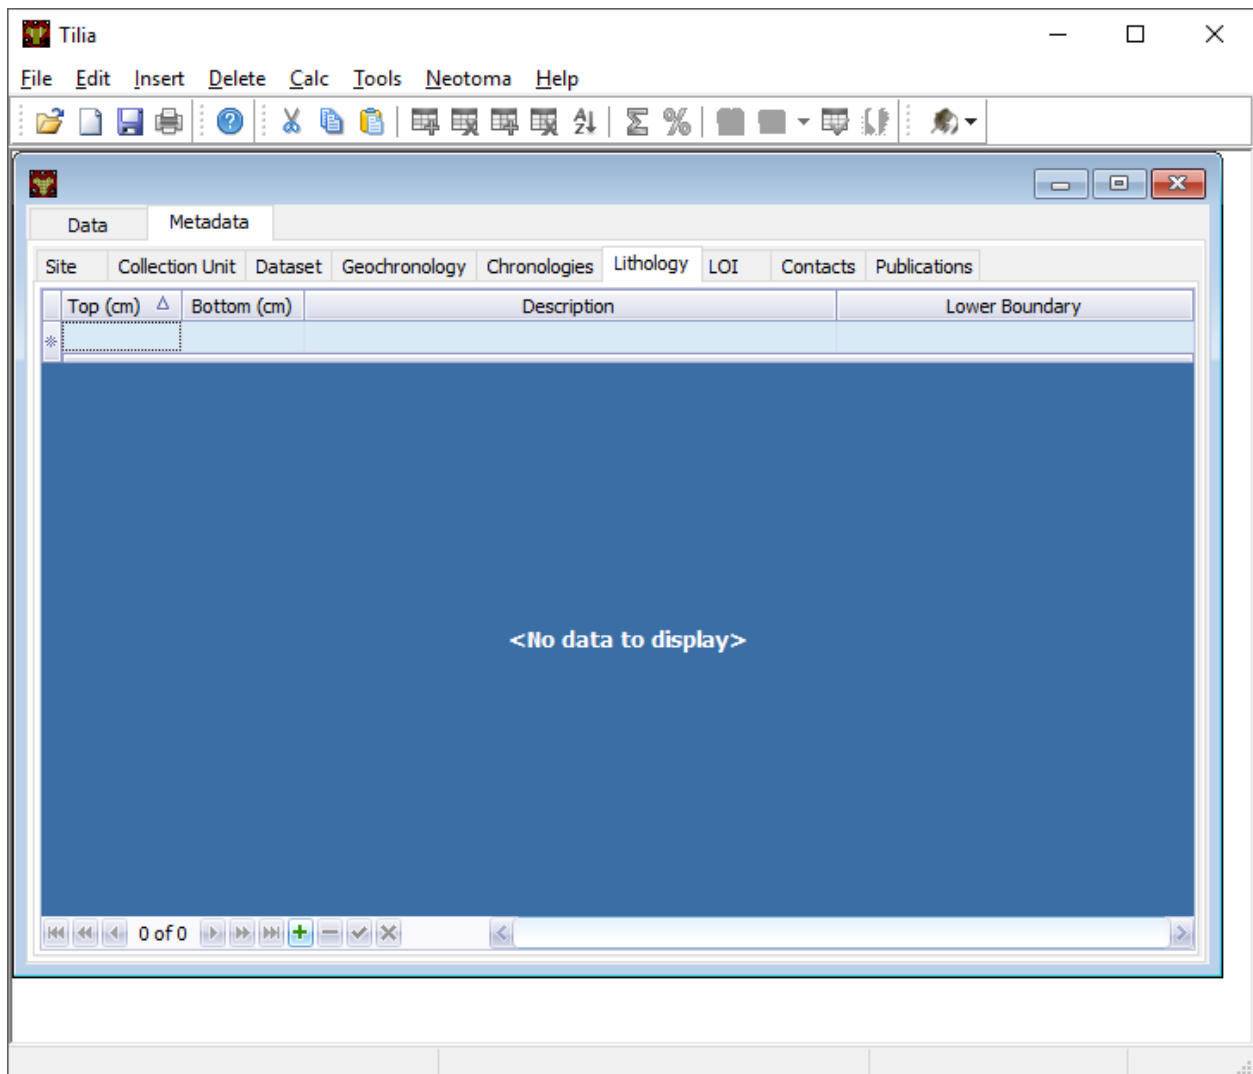 Tilia
File Edit Insert Delete Calc Tools Neotoma Help
Data Metadata
Site Collection Unit Dataset Geochronology Chronologies Lithology LOI Contacts Publications
Top (cm) Bottom (cm) Description Lower Boundary
<No data to display>
0 of 0